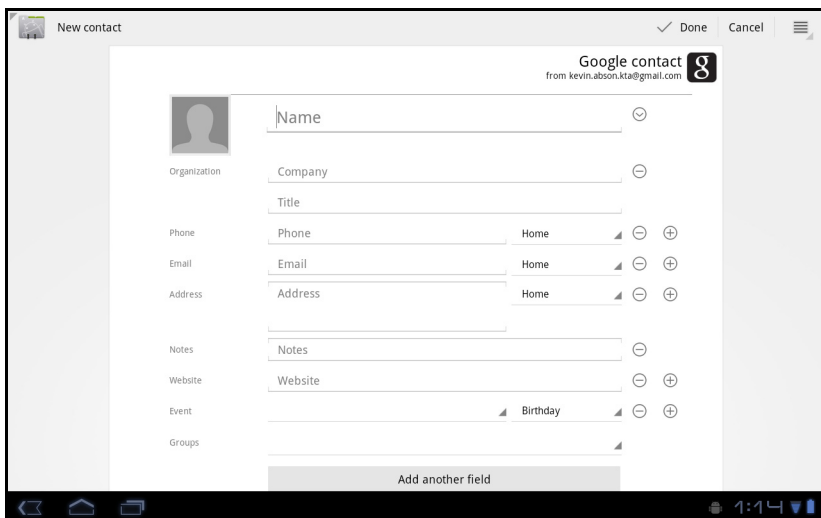 New contact
Done
Cancel
Google contact
from kevin.abson.kta@gmail.com
g
Name
Organization
Company
Title
Phone
Phone
Home
Email
Email
Home
Address
Address
Home
Notes
Notes
Website
Website
Event
Birthday
Groups
Add another field
1:14